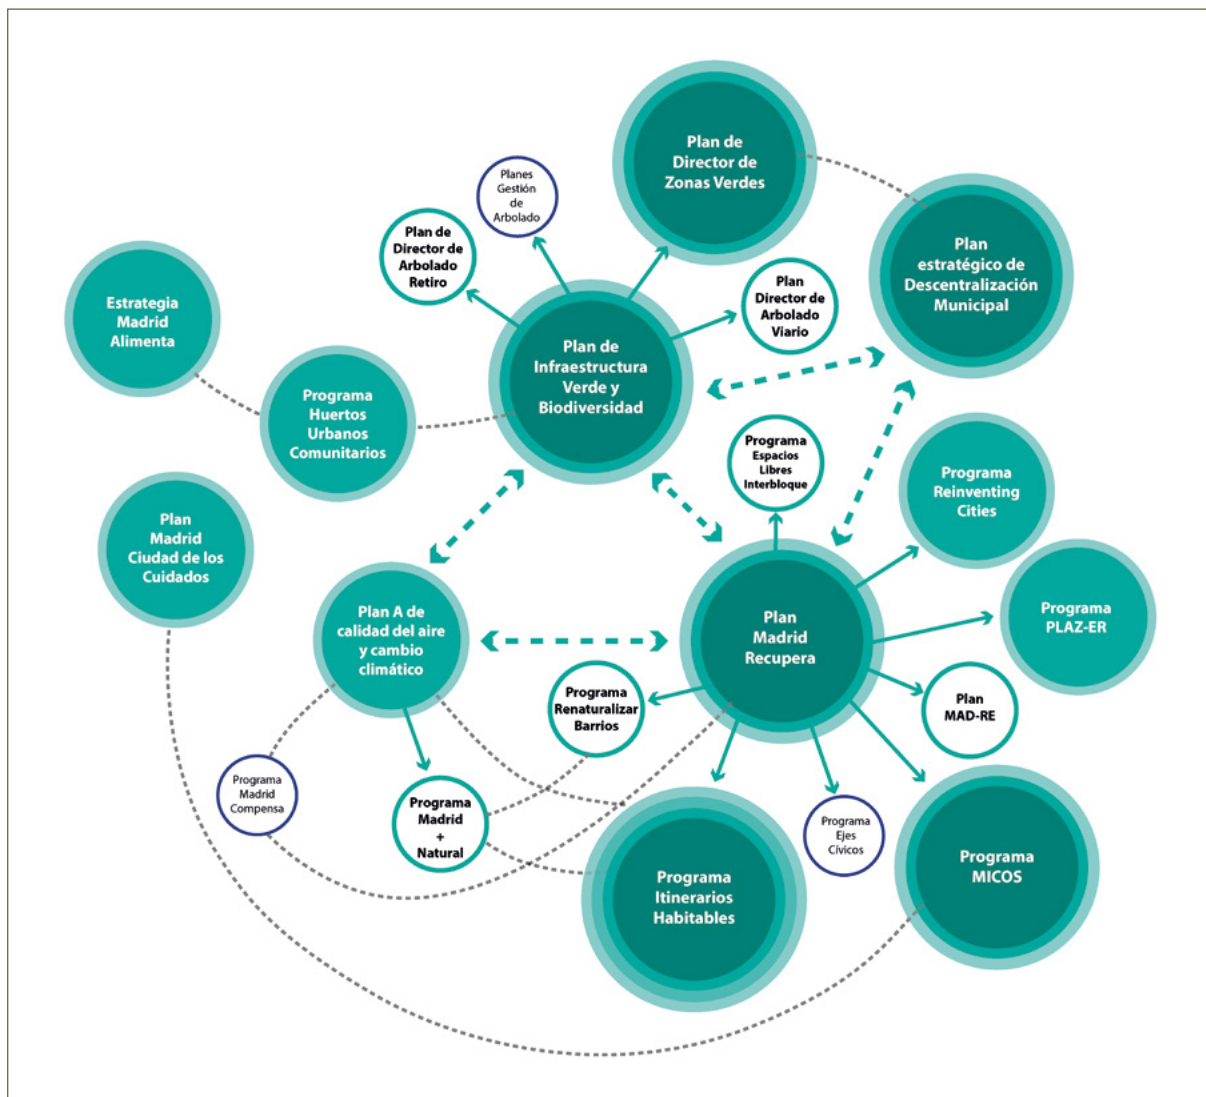 Plan de
Director de
Zonas Verdes
Planes
Gestión
de
Arbolado
Plan de
Director de
Arbolado
Retiro
Plan
estratégico de
Descentralización
Municipal
Plan
Director de
Arbolado
Viario
Estrategia
Madrid
Alimenta
Plan de
Infraestructura
Verde y
Biodiversidad
Programa
Huertos
Urbanos
Comunitarios
Programa
Espacios
Libres
Interbloque
Programa
Reinventing
Cities
Plan
Madrid
Ciudad de los
Cuidados
Plan A de
calidad del aire
y cambio
climático
Plan
Madrid
Recupera
Programa
PLAZ-ER
Programa
Renaturalizar
Barrios
Plan
MAD-RE
Programa
Madrid
Compensa
Programa
Madrid
+
Natural
Programa
Ejes
Cívicos
Programa
Itinerarios
Habitables
Programa
MICOS